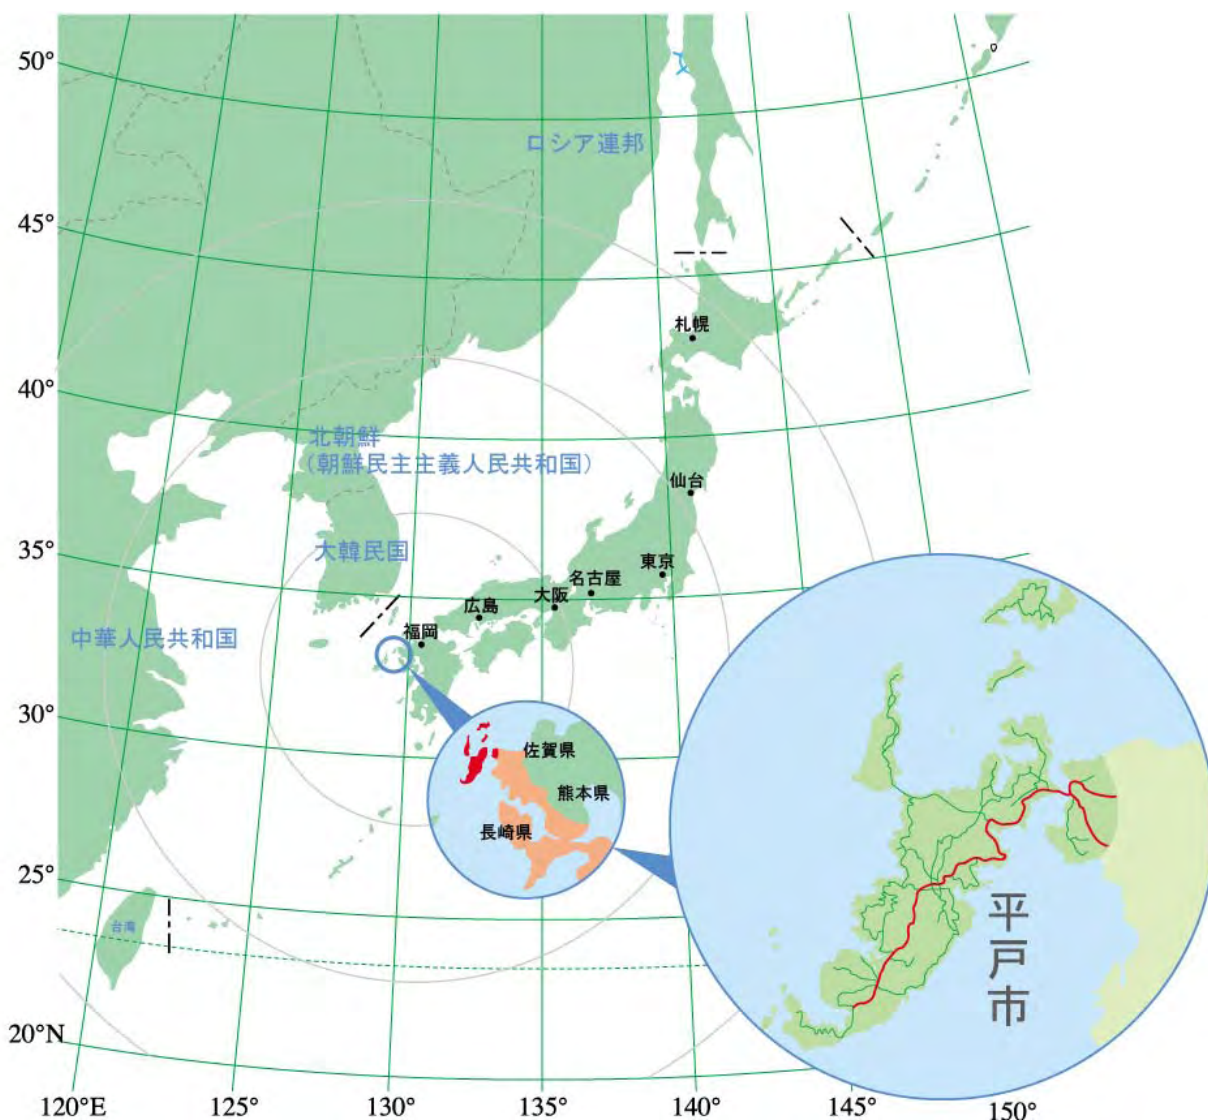 50°
ロシア連邦
45°
札幌
40°
北朝鮮
（朝鮮民主主義人民共和国）
仙台
35°
大韓民国
東京
名古屋
大阪
広島
福岡
中華人民共和国
30°
佐賀県
熊本県
長崎県
25°
台湾
平戸市
20°N
120°E
125°
130°
135°
140°
145°
150°